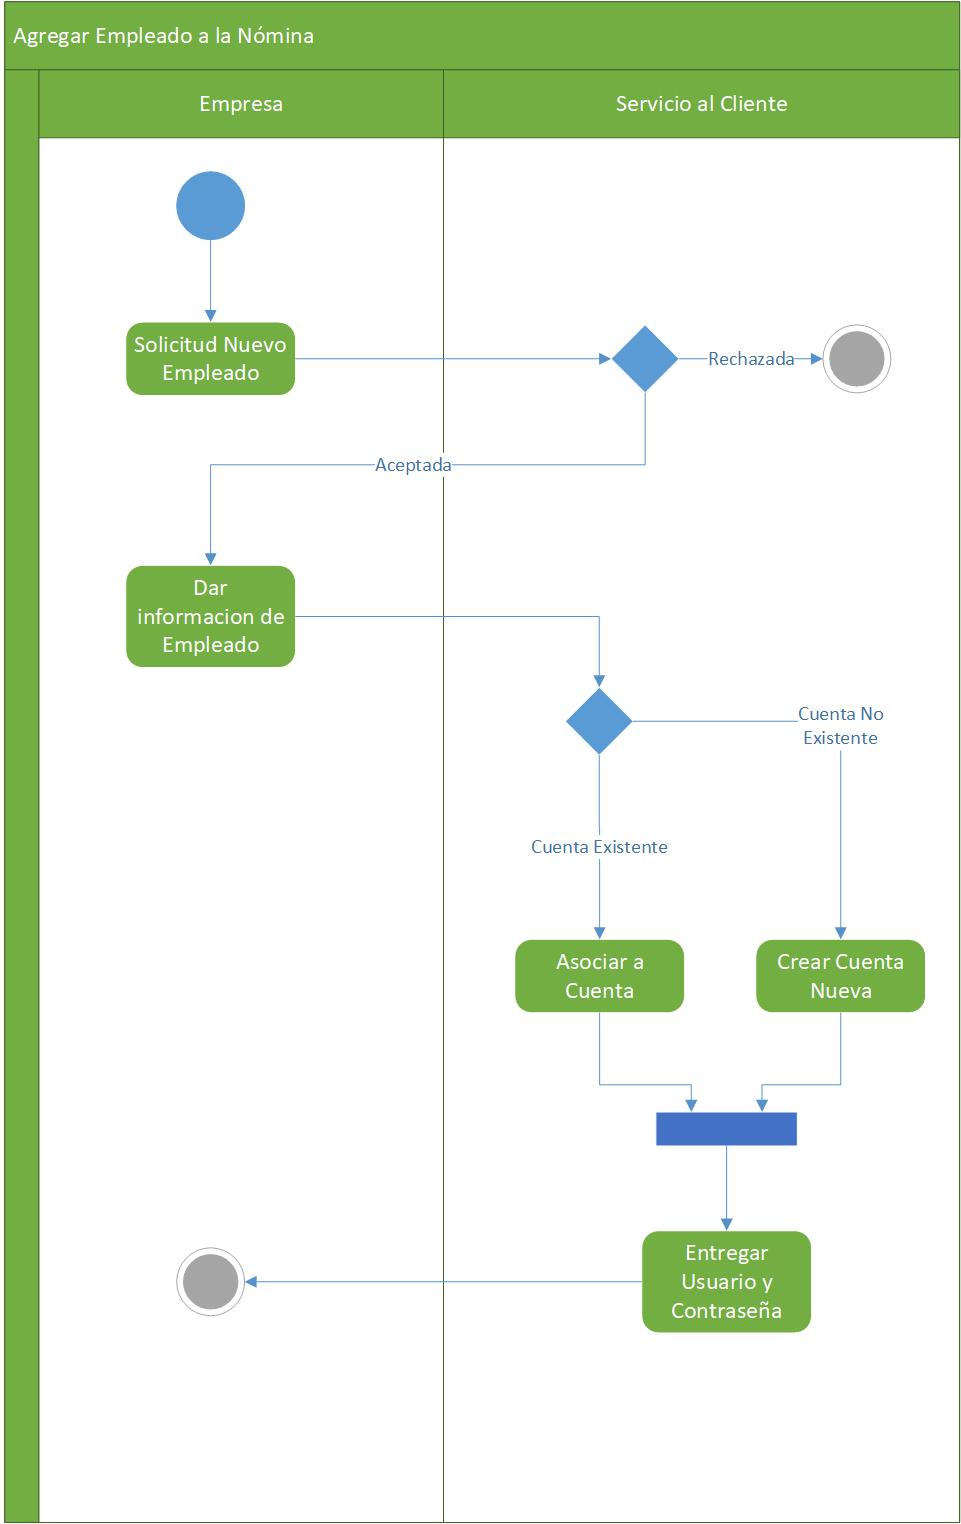 Agregar Empleado a la Nómina
Empresa
Servicio al Cliente
Solicitud Nuevo
Empleado
Rechazada
Aceptada
Dar
informacion de
Empleado
Cuenta No
Existente
Cuenta Existente
Asociar a
Cuenta
Crear Cuenta
Nueva
Entregar
Usuario y
Contraseña